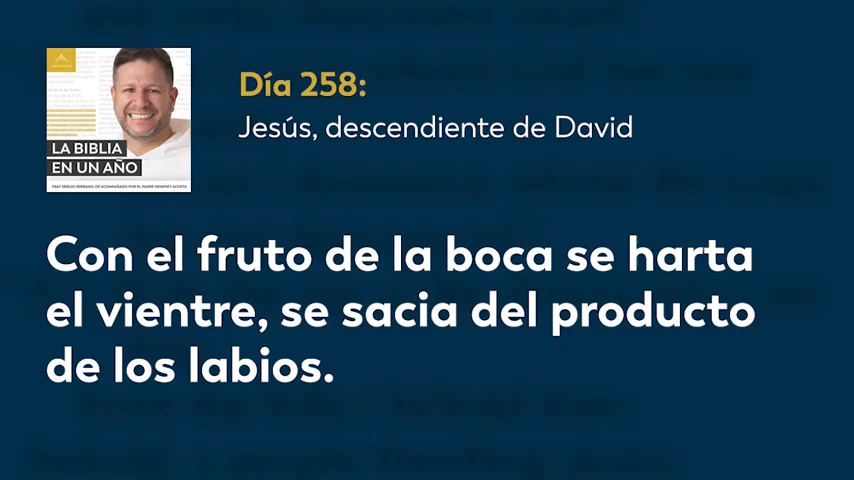 Día 258:
Jesús, descendiente de David
LA BIBLIA
EN UN AÑO
Con el fruto de la boca se harta
el vientre, se sacia del producto
de los labios.